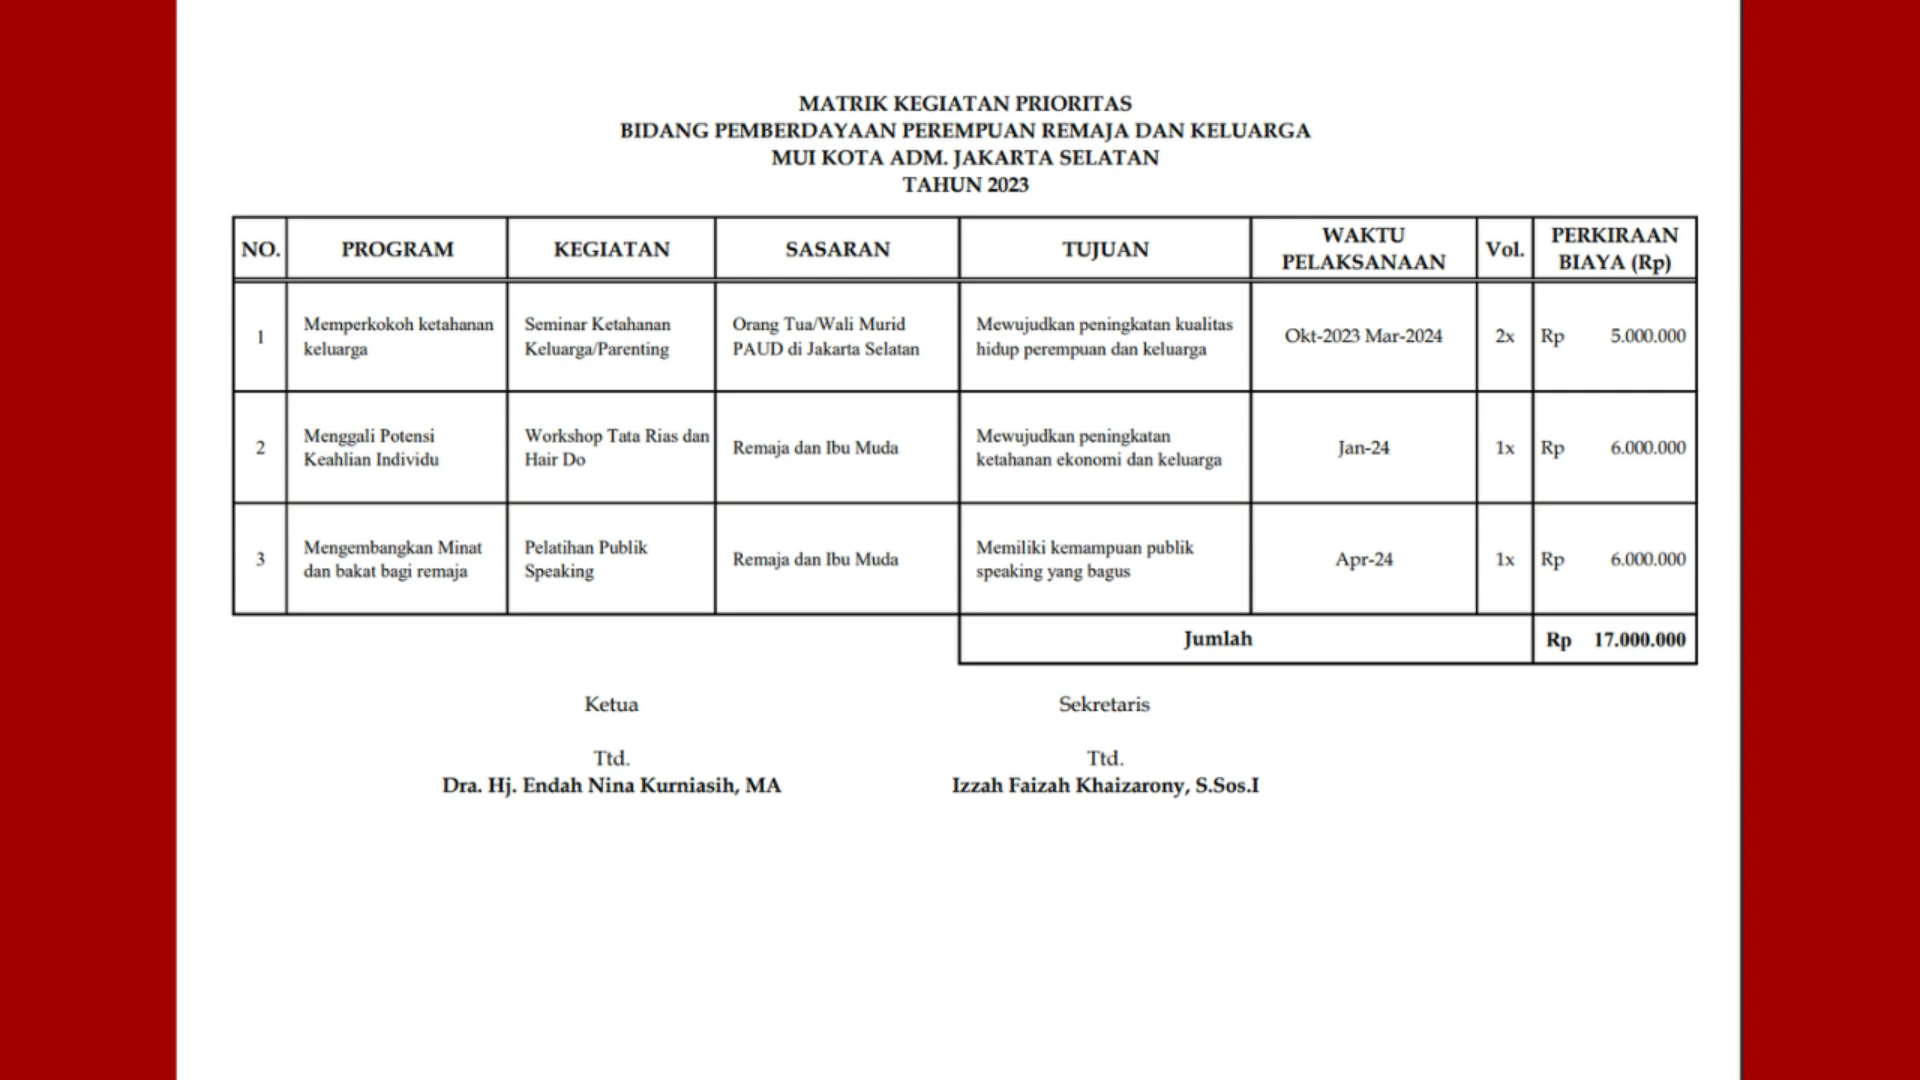 MATRIK KEGIATAN PRIORITAS
BIDANG PEMBERDAYAAN PEREMPUAN REMAJA DAN KELUARGA
MUI KOTA ADM. JAKARTA SELATAN
TAHUN 2023
NO. PROGRAM KEGIATAN SASARAN TUJUAN WAKTU PELAKSANAAN Vol. PERKIRAAN BIAYA (Rp)
1 Memperkokoh ketahanan keluarga Seminar Ketahanan Keluarga/Parenting Orang Tua/Wali Murid PAUD di Jakarta Selatan Mewujudkan peningkatan kualitas hidup perempuan dan keluarga Okt-2023 Mar-2024 2x Rp 5.000.000
2 Menggali Potensi Keahlian Individu Workshop Tata Rias dan Hair Do Remaja dan Ibu Muda Mewujudkan peningkatan ketahanan ekonomi dan keluarga Jan-24 1x Rp 6.000.000
3 Mengembangkan Minat dan bakat bagi remaja Pelatihan Publik Speaking Remaja dan Ibu Muda Memiliki kemampuan publik speaking yang bagus Apr-24 1x Rp 6.000.000
Jumlah Rp 17.000.000
Ketua Sekretaris
Ttd. Ttd.
Dra. Hj. Endah Nina Kurniasih, MA Izzah Faizah Khaizarony, S.Sos.I